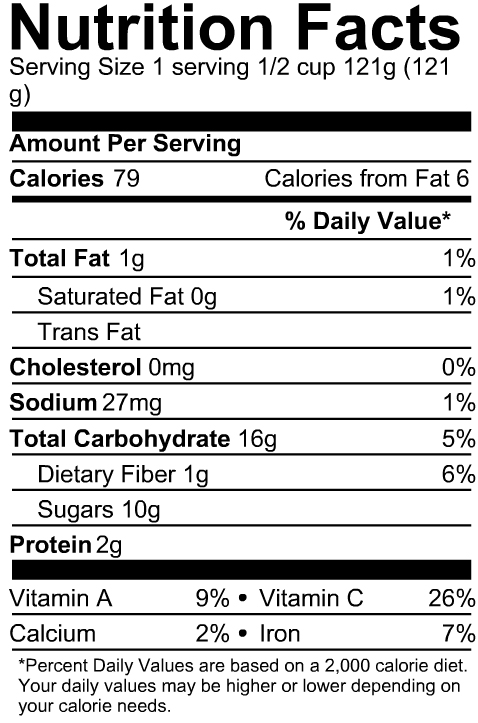 Nutrition Facts
Serving Size 1 serving 1/2 cup 121g (121
g)
Amount Per Serving
Calories 79 Calories from Fat 6
% Daily Value*
Total Fat 1g 1%
Saturated Fat 0g 1%
Trans Fat
Cholesterol 0mg 0%
Sodium 27mg 1%
Total Carbohydrate 16g 5%
Dietary Fiber 1g 6%
Sugars 10g
Protein 2g
Vitamin A 9% • Vitamin C 26%
Calcium 2% • Iron 7%
*Percent Daily Values are based on a 2,000 calorie diet.
Your daily values may be higher or lower depending on
your calorie needs.